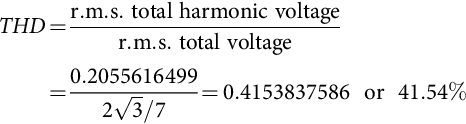 THD = r.m.s. total harmonic voltage / r.m.s. total voltage
= 0.2055616499 / 2√3/7 = 0.4153837586 or 41.54%